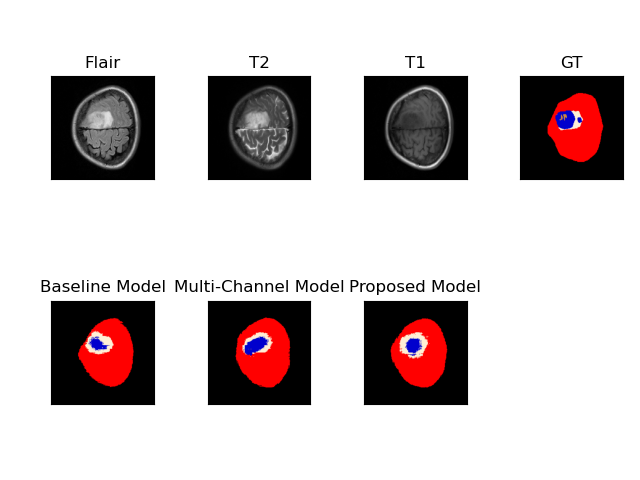 Flair
T2
T1
GT
Baseline Model
Multi-Channel Model
Proposed Model